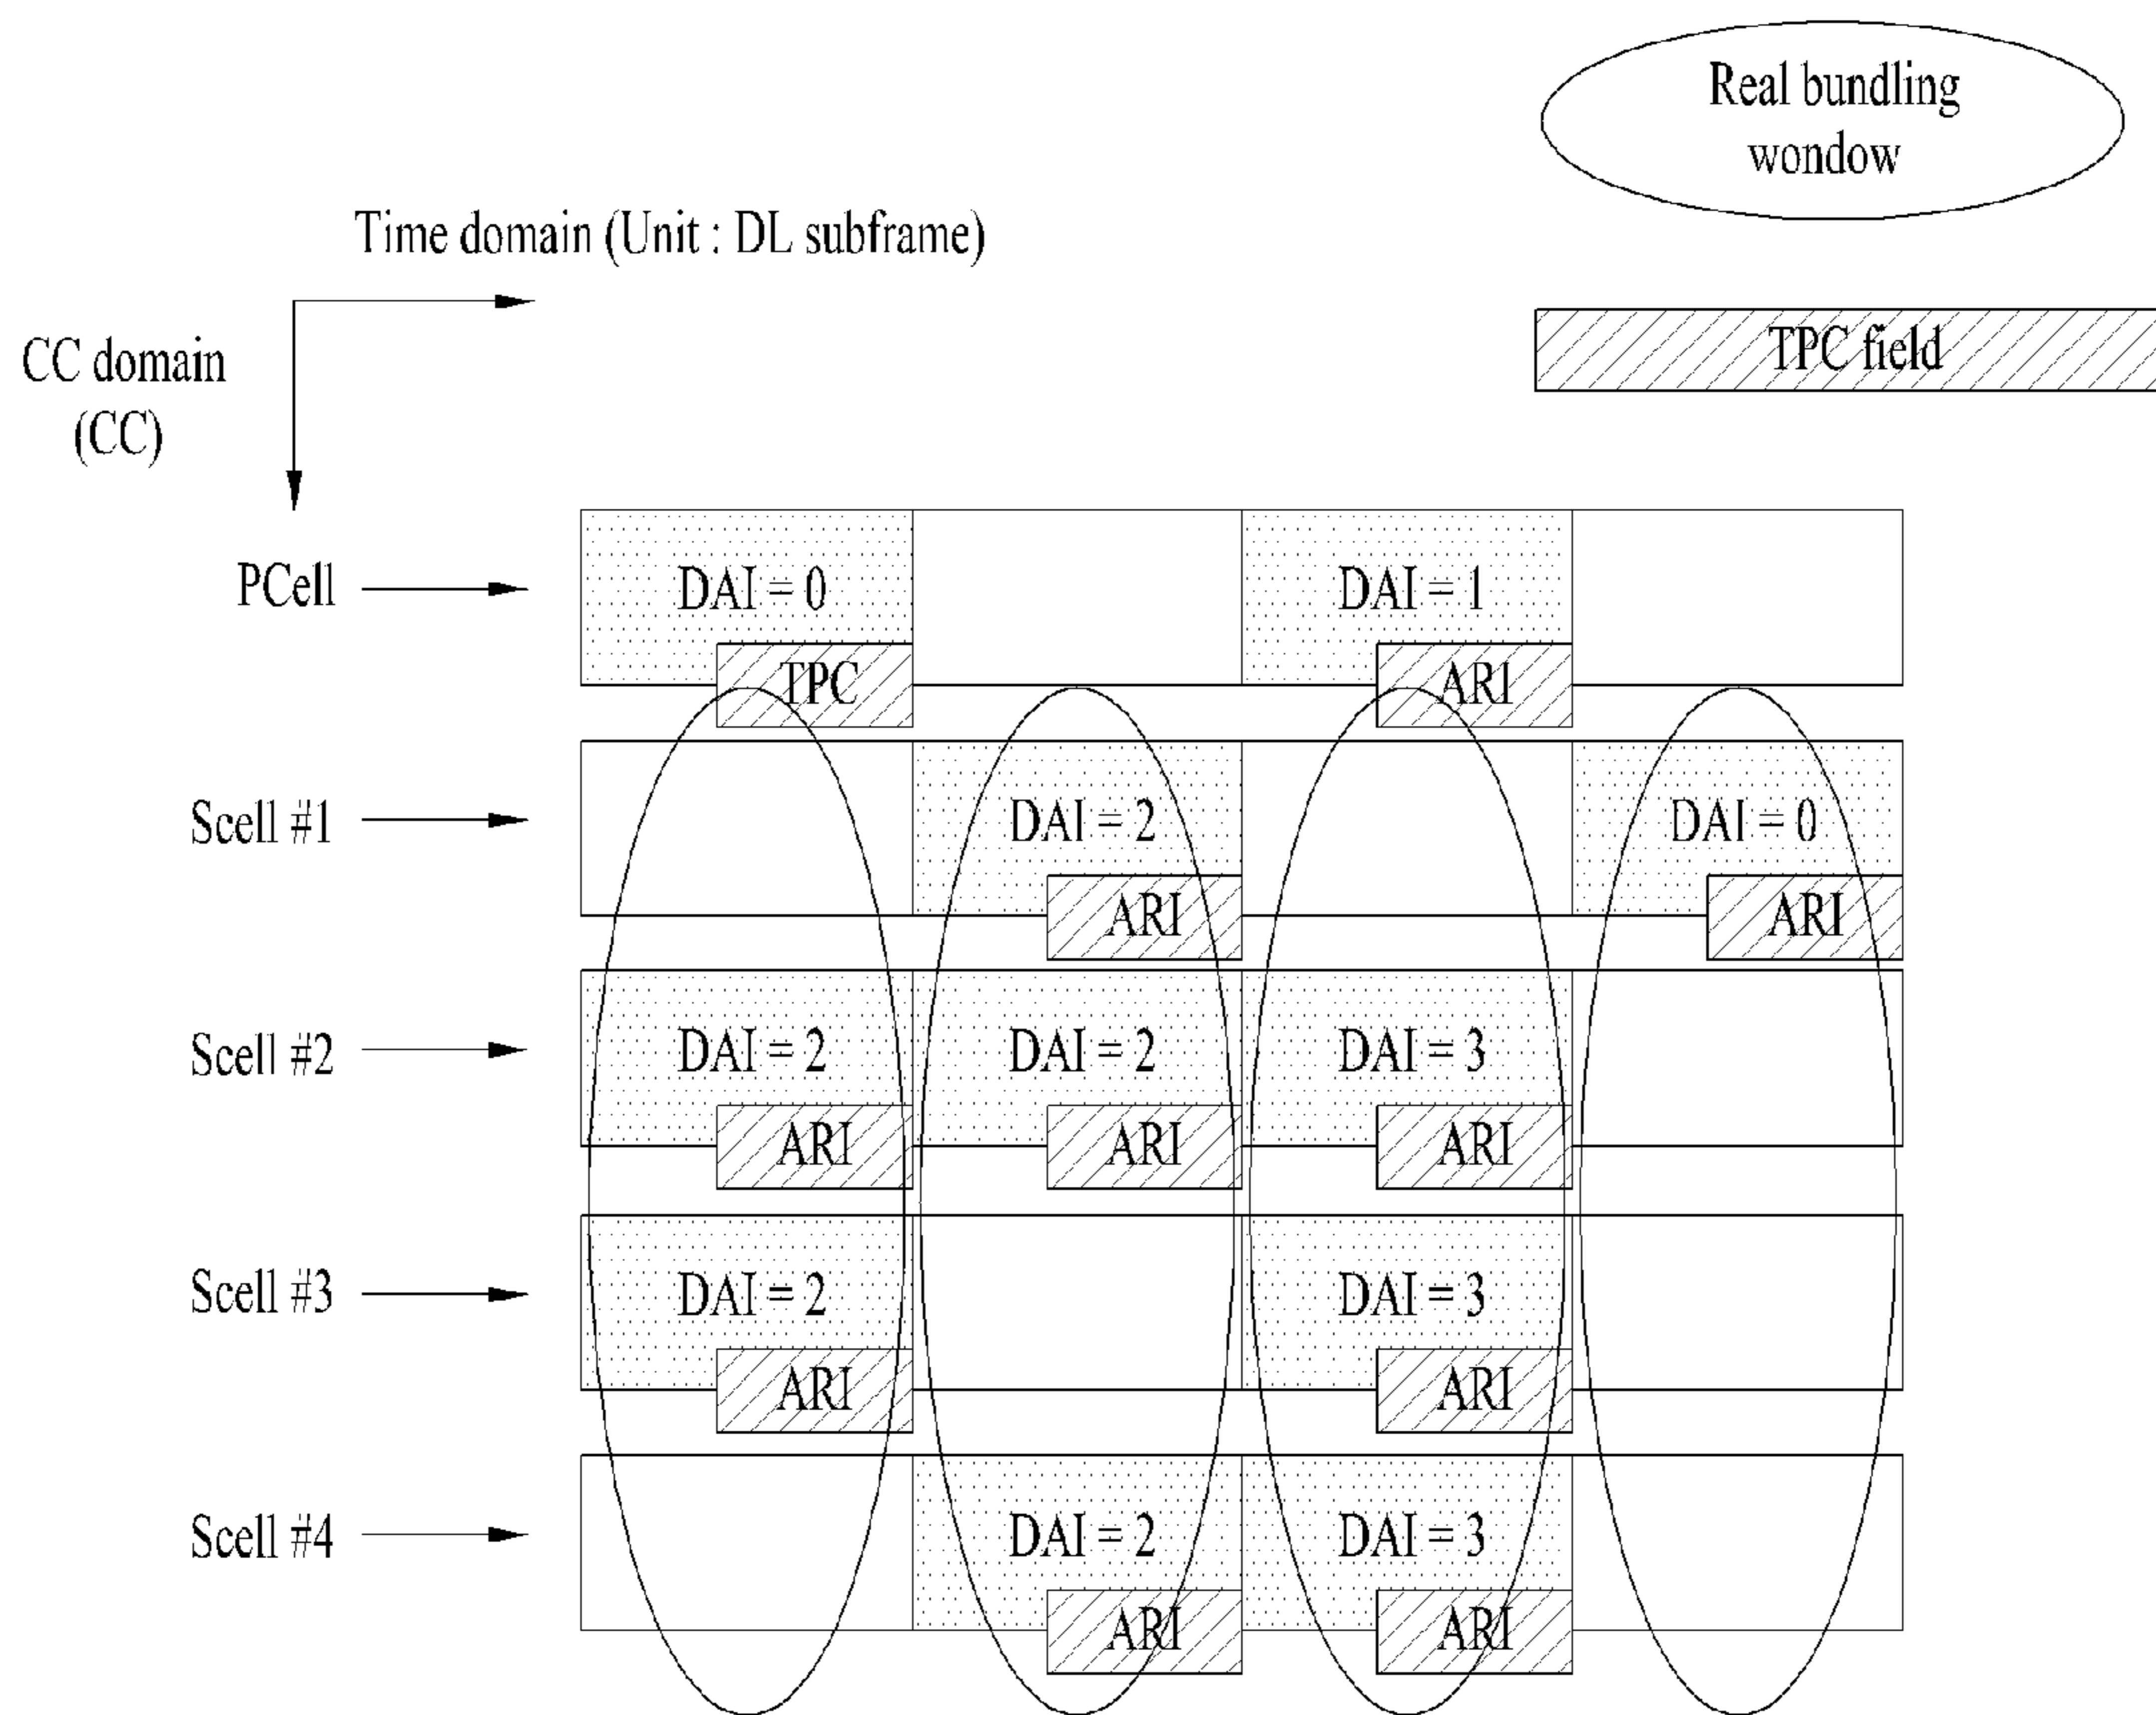 Real bundling
wondow
Time domain (Unit : DL subframe)
TPC field
CC domain
(CC)
PCell
DAI = 0
DAI = 1
TPC
ARI
Scell #1
DAI = 2
DAI = 0
ARI
ARI
Scell #2
DAI = 2
DAI = 2
DAI = 3
ARI
ARI
ARI
Scell #3
DAI = 2
DAI = 3
ARI
ARI
Scell #4
DAI = 2
DAI = 3
ARI
ARI